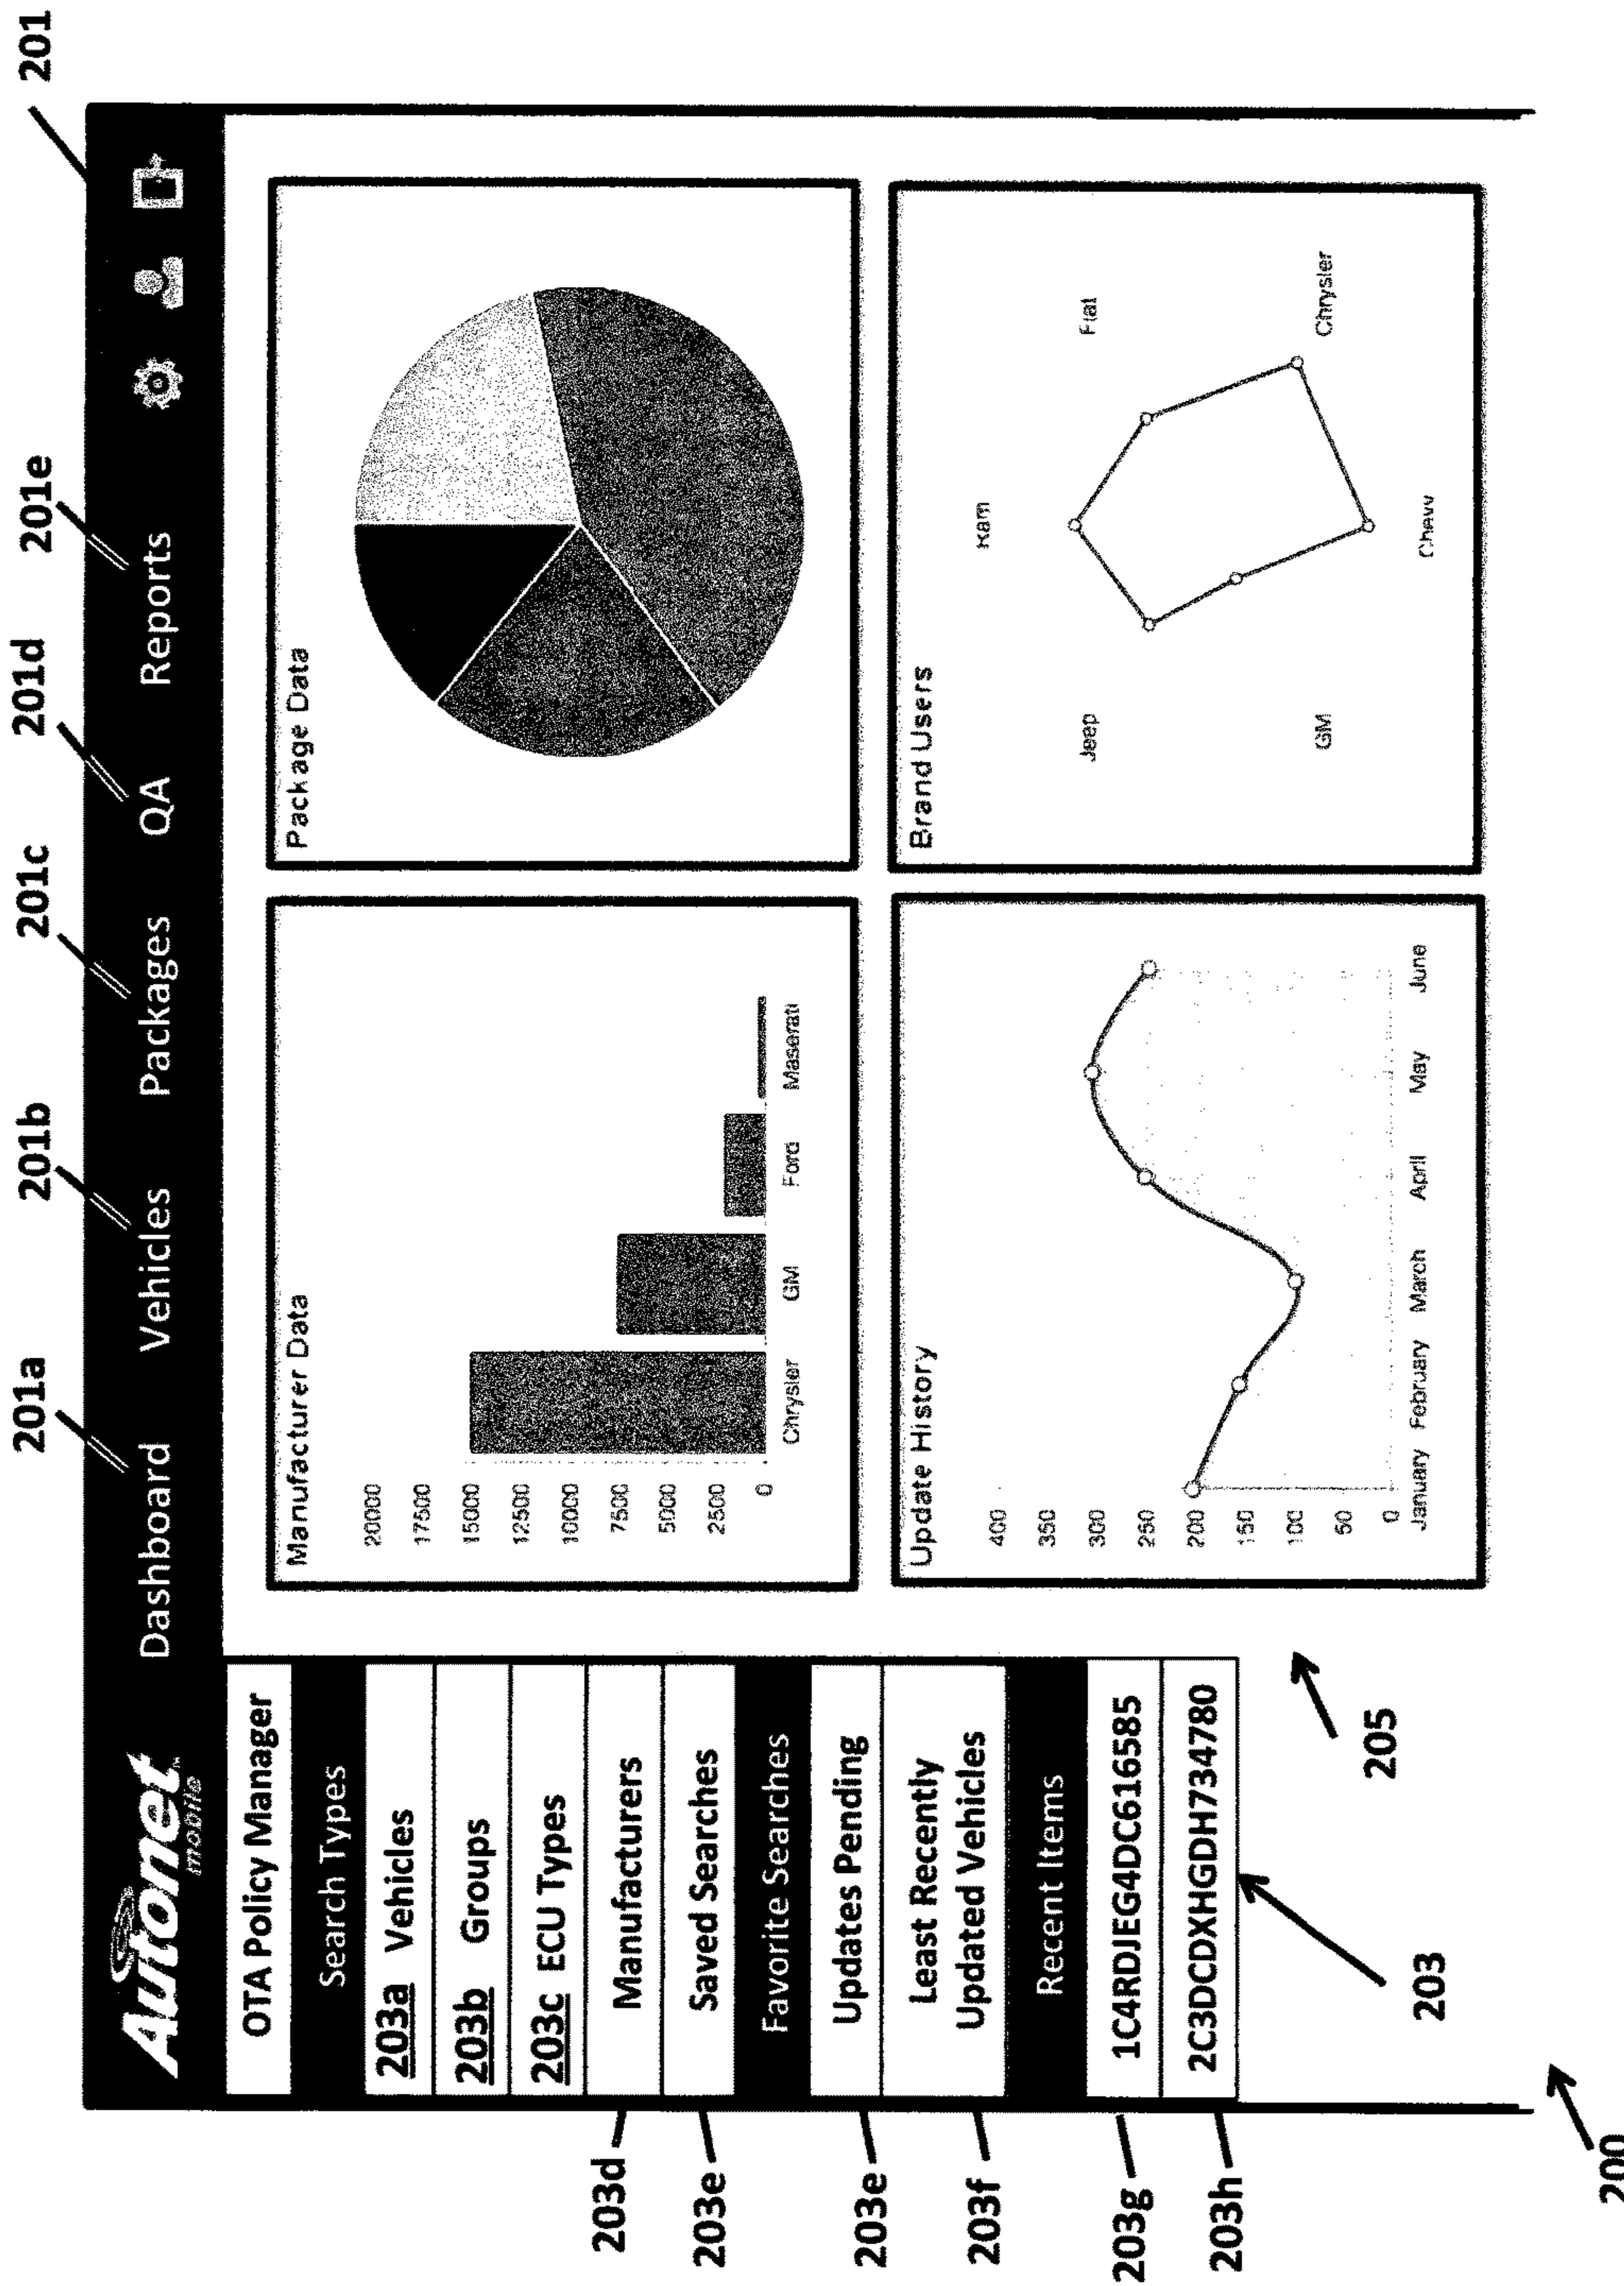 201
201a
201b
201c
201d
201e
Autonet™
mobile
Dashboard Vehicles Packages QA Reports
OTA Policy Manager
Search Types
203a Vehicles
203b Groups
203c ECU Types
203d
Manufacturers
203e
Saved Searches
Favorite Searches
203e
Updates Pending
203f
Least Recently
Updated Vehicles
Recent Items
203g
1C4RDJEG4DC616585
203h
2C3DCDXHGDH734780
203
205
200
Manufacturer Data
20000
17500
15000
12500
10000
7500
5000
2500
0
Chrysler GM Ford Maserati
Package Data
Update History
400
350
300
250
200
150
100
50
0
January February March April May June
Brand Users
Ram
Jeep
Fiat
GM
Chrysler
Chevy